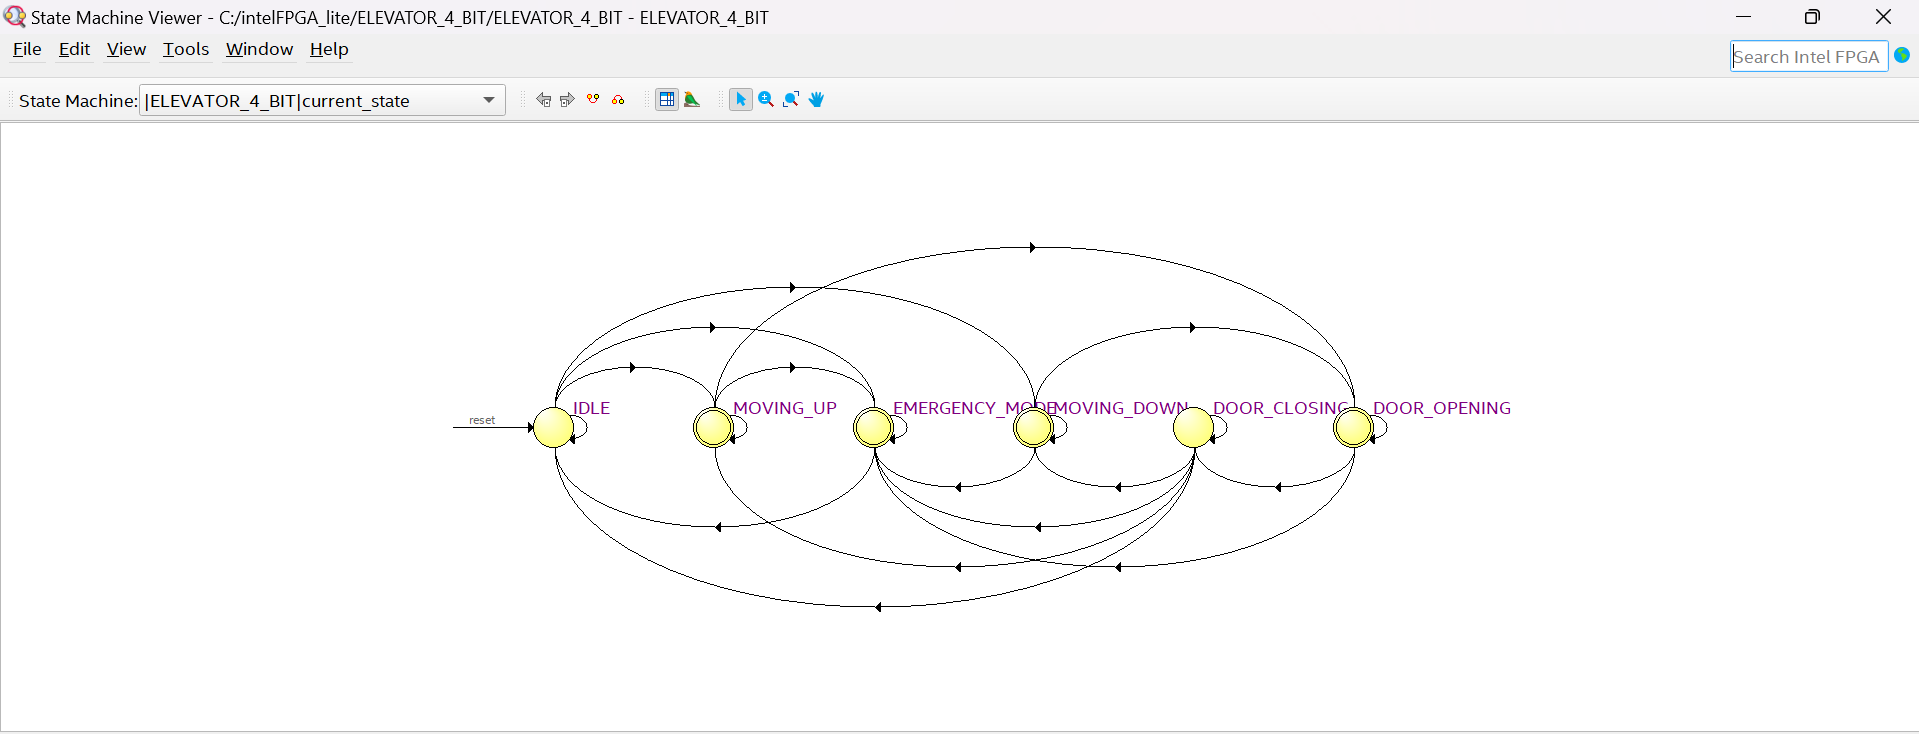 State Machine Viewer - C:/intelFPGA_lite/ELEVATOR_4_BIT/ELEVATOR_4_BIT - ELEVATOR_4_BIT
File Edit View Tools Window Help
Search Intel FPGA
State Machine: |ELEVATOR_4_BIT|current_state
reset
IDLE MOVING_UP EMERGENCY_MODE MOVING_DOWN DOOR_CLOSING DOOR_OPENING